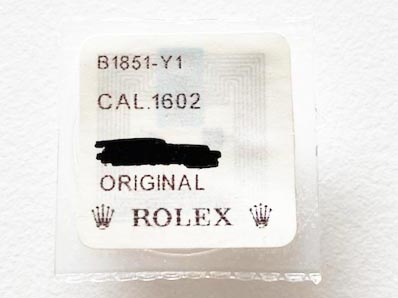 B1851-Y1
CAL.1602
ORIGINAL
ROLEX